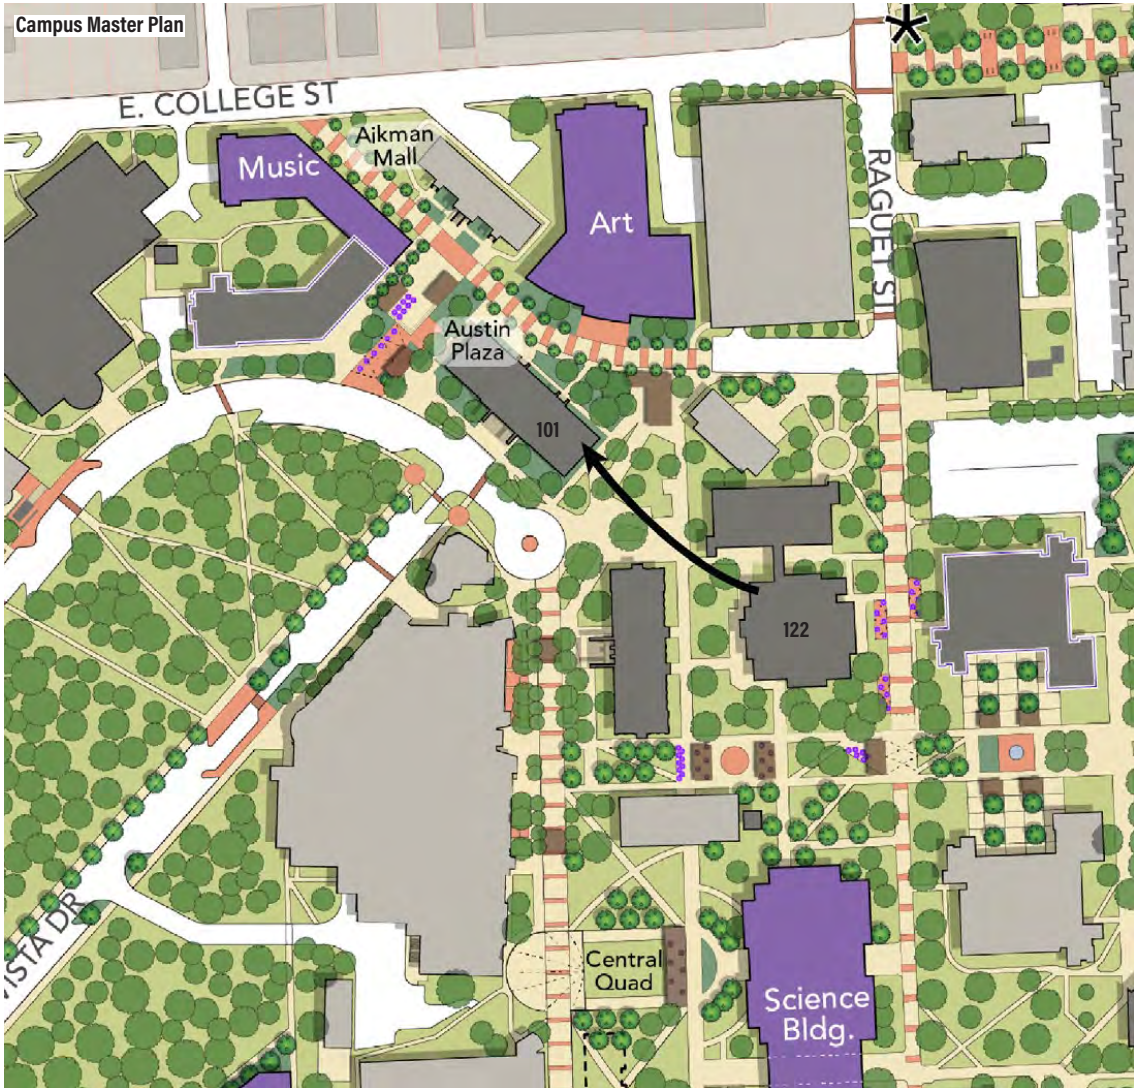 Campus Master Plan
E. COLLEGE ST
Aikman
Mall
Music
Art
RAGUET ST
Austin
Plaza
101
122
VISTA DR
Central
Quad
Science
Bldg.